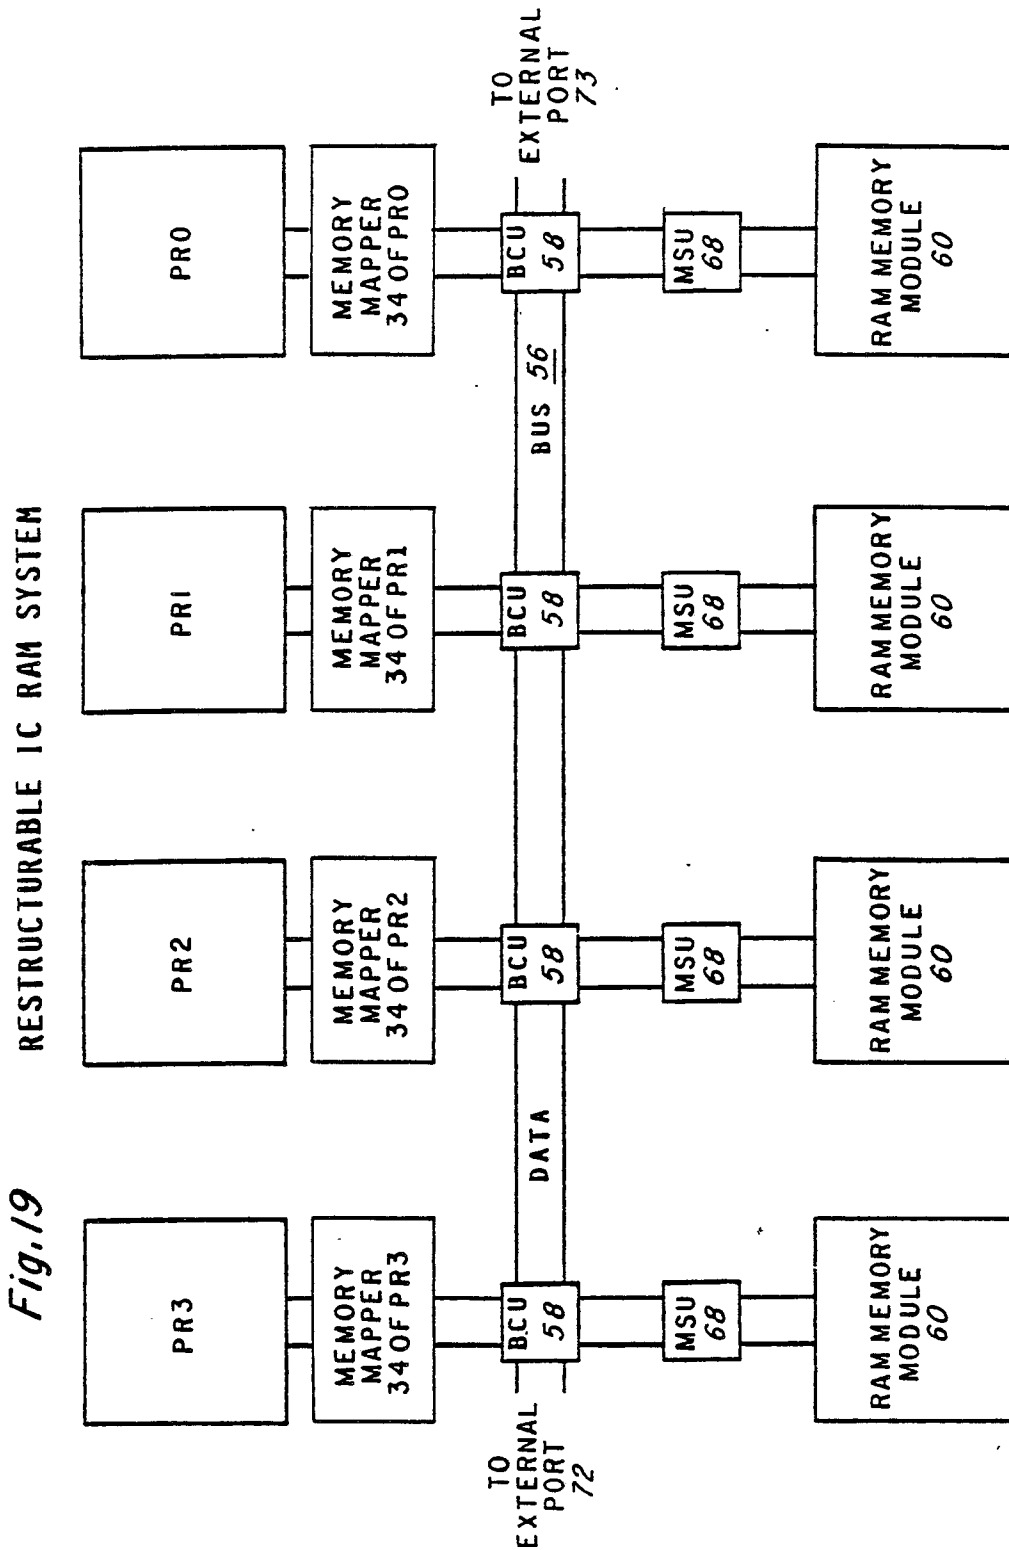 Fig. 19
RESTRUCTURABLE IC RAM SYSTEM
PR3
PR2
PR1
PR0
MEMORY
MAPPER
34 OF PR3
MEMORY
MAPPER
34 OF PR2
MEMORY
MAPPER
34 OF PR1
MEMORY
MAPPER
34 OF PR0
TO
EXTERNAL
PORT
72
BCU
58
DATA
BCU
58
BCU
58
BUS 56
BCU
58
TO
EXTERNAL
PORT
73
MSU
68
MSU
68
MSU
68
MSU
68
RAM MEMORY
MODULE
60
RAM MEMORY
MODULE
60
RAM MEMORY
MODULE
60
RAM MEMORY
MODULE
60